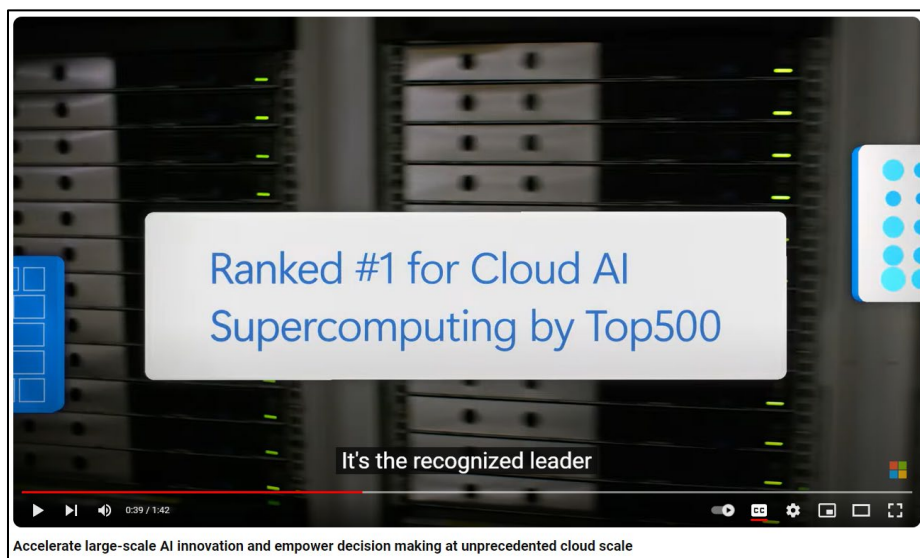 Ranked #1 for Cloud AI
Supercomputing by Top500
It's the recognized leader
0:39 / 1:42
CC
Accelerate large-scale AI innovation and empower decision making at unprecedented cloud scale